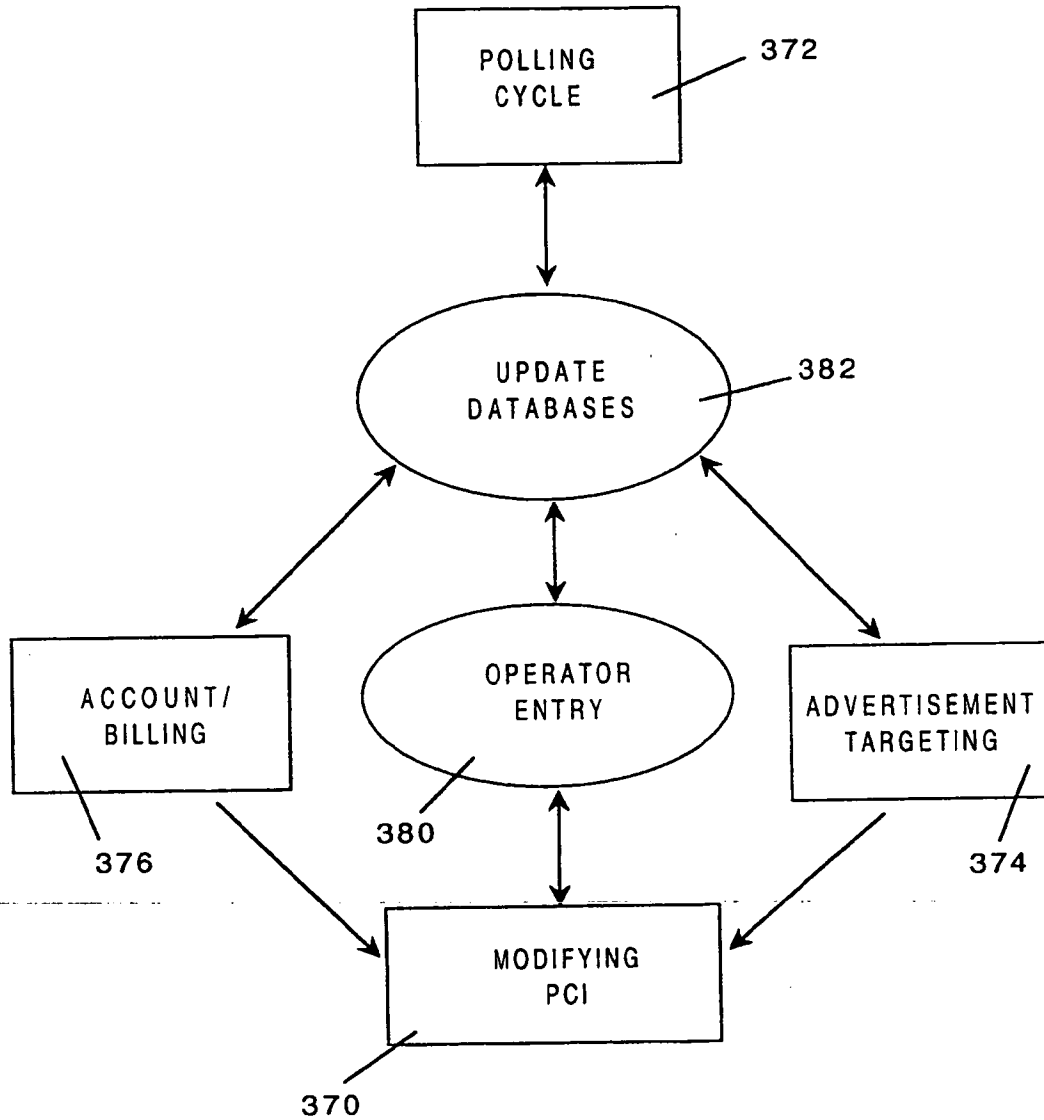 POLLING
CYCLE
372
UPDATE
DATABASES
382
ACCOUNT/
BILLING
376
OPERATOR
ENTRY
380
ADVERTISEMENT
TARGETING
374
MODIFYING
PCI
370